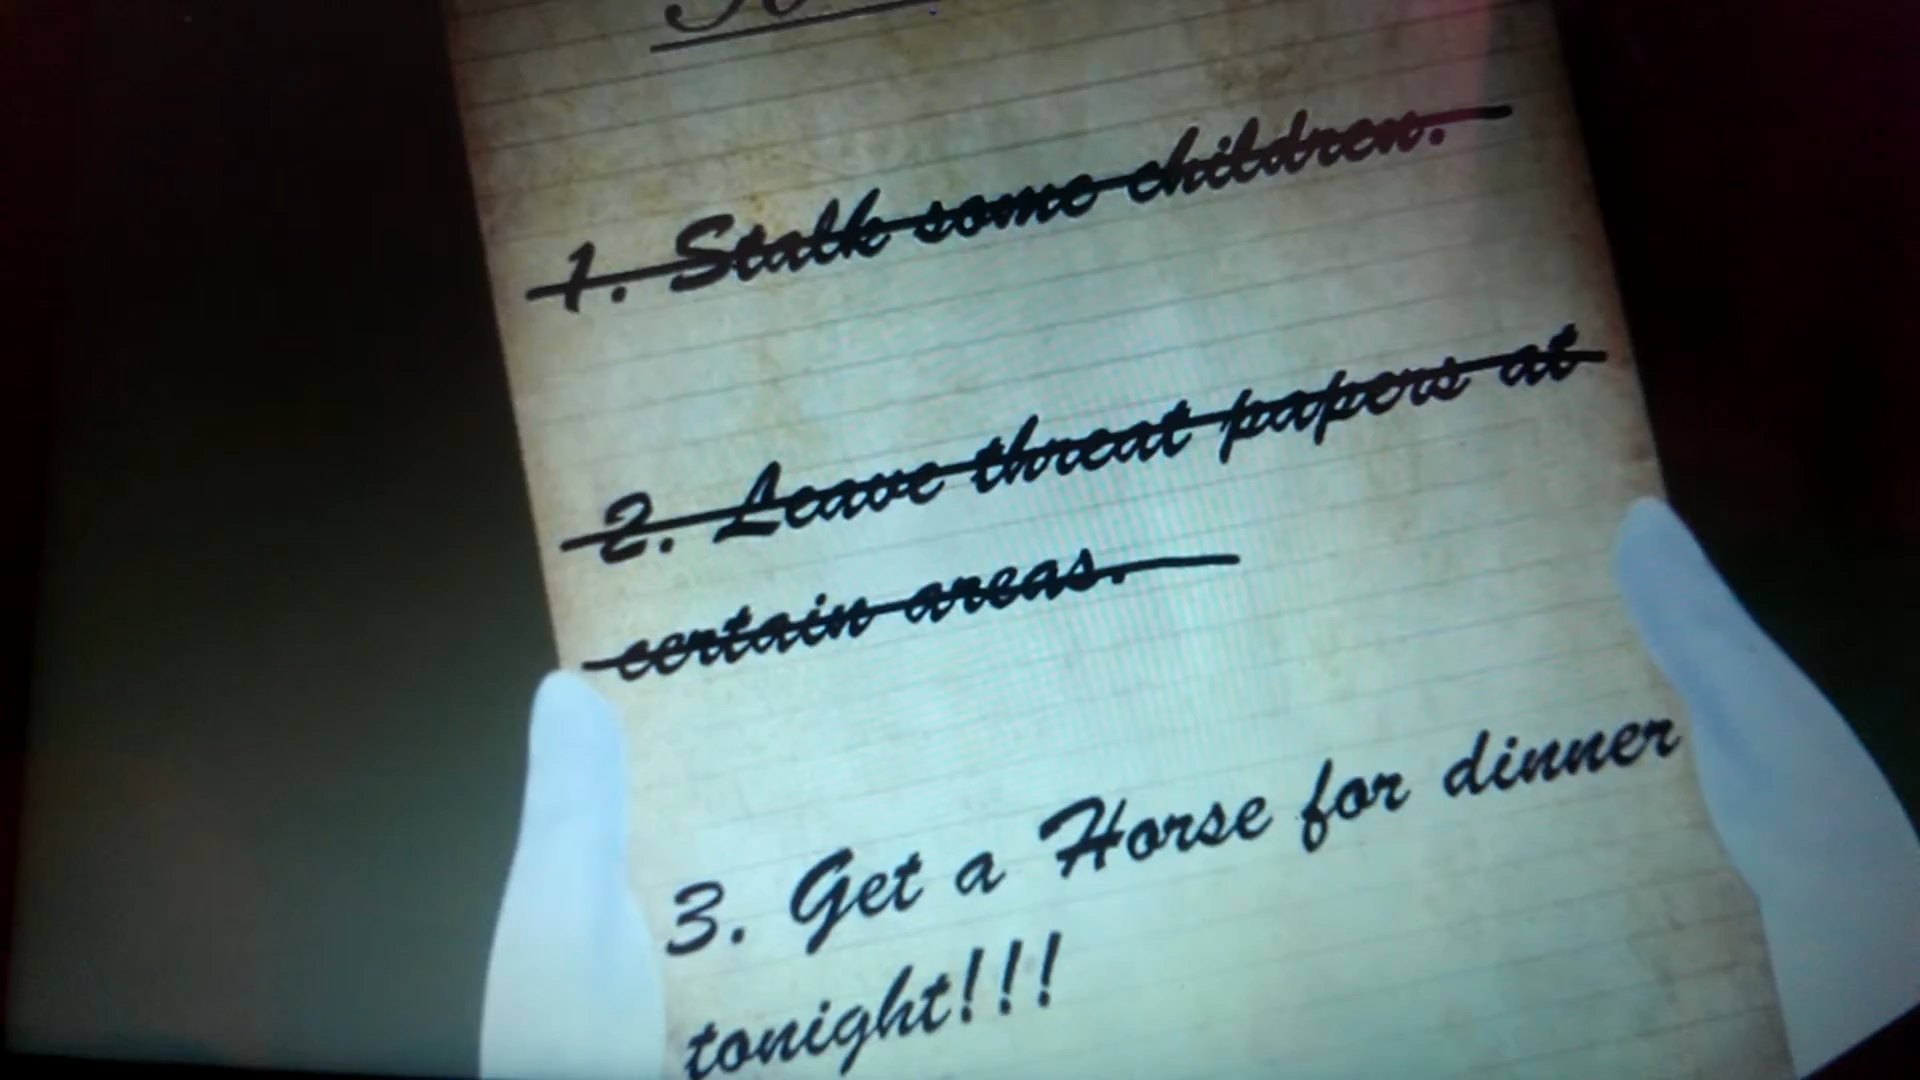 1. Stalk some children.
2. Leave threat papers at
certain areas.
3. Get a Horse for dinner
tonight!!!